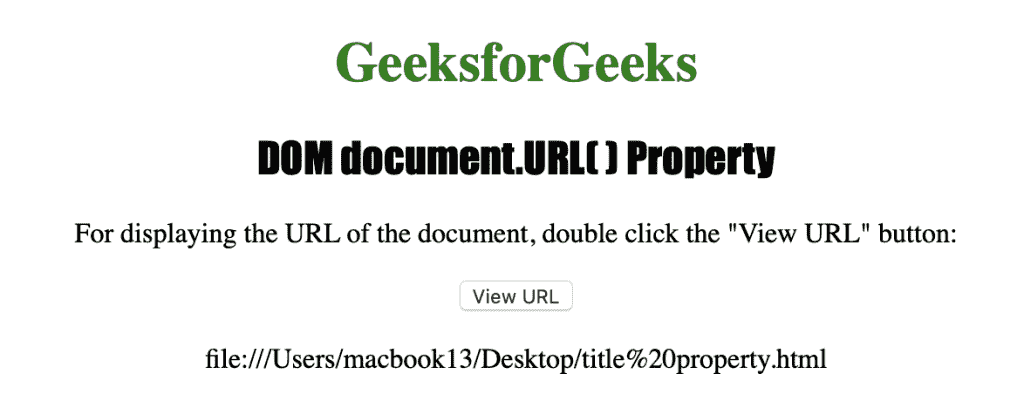 GeeksforGeeks
DOM document.URL( ) Property
For displaying the URL of the document, double click the "View URL" button:
View URL
file:///Users/macbook13/Desktop/title%20property.html